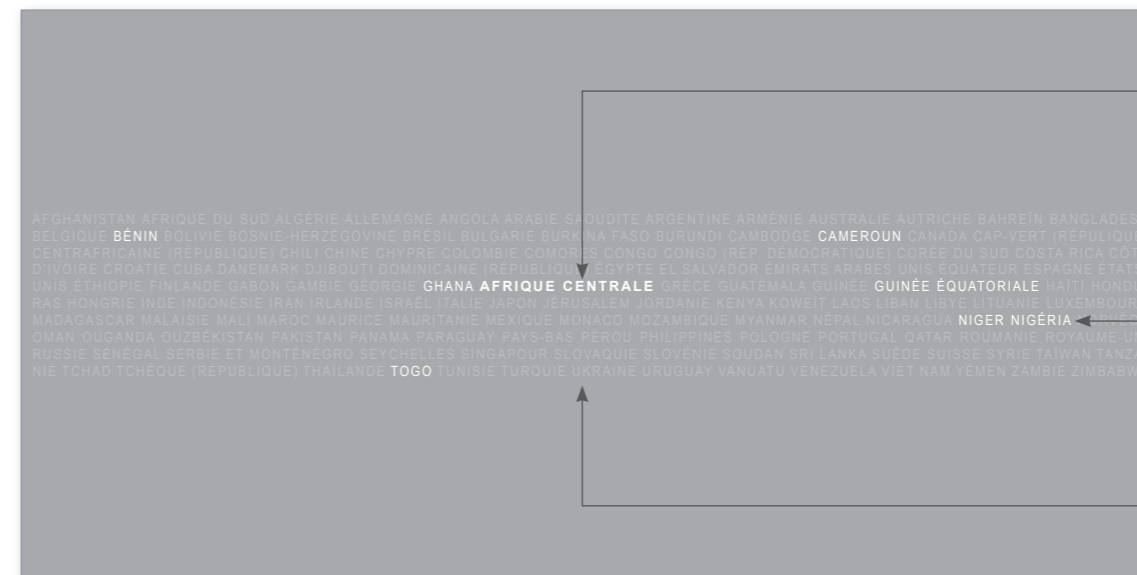 AFGHANISTAN AFRIQUE DU SUD ALGÉRIE ALLEMAGNE ANGOLA ARABIE SAOUDITE ARGENTINE ARMÉNIE AUSTRALIE AUTRICHE BAHREÏN BANGLADES
BELGIQUE BÉNIN BOLIVIE BOSNIE-HERZÉGOVINE BRÉSIL BULGARIE BURKINA FASO BURUNDI CAMBODGE CAMEROUN CANADA CAP-VERT (RÉPULIQUE
CENTRAFRICAINE (RÉPUBLIQUE) CHILI CHINE CHYPRE COLOMBIE COMORES CONGO CONGO (RÉP. DÉMOCRATIQUE) CORÉE DU SUD COSTA RICA CÔT
D'IVOIRE CROATIE CUBA DANEMARK DJIBOUTI DOMINICAINE (RÉPUBLIQUE) ÉGYPTE EL SALVADOR ÉMIRATS ARABES UNIS ÉQUATEUR ESPAGNE ÉTAT
UNIS ÉTHIOPIE FINLANDE GABON GAMBIE GÉORGIE GHANA AFRIQUE CENTRALE GRÈCE GUATEMALA GUINÉE GUINÉE ÉQUATORIALE HAÏTI HONDU
RAS HONGRIE INDE INDONÉSIE IRAN IRLANDE ISRAËL ITALIE JAPON JÉRUSALEM JORDANIE KENYA KOWEÏT LAOS LIBAN LIBYE LITUANIE LUXEMBOUR
MADAGASCAR MALAISIE MALI MAROC MAURICE MAURITANIE MEXIQUE MONACO MOZAMBIQUE MYANMAR NÉPAL NICARAGUA NIGER NIGÉRIA
OMAN OUGANDA OUZBÉKISTAN PAKISTAN PANAMA PARAGUAY PAYS-BAS PÉROU PHILIPPINES POLOGNE PORTUGAL QATAR ROUMANIE ROYAUME-U
RUSSIE SÉNÉGAL SERBIE ET MONTÉNÉGRO SEYCHELLES SINGAPOUR SLOVAQUIE SLOVÉNIE SOUDAN SRI LANKA SUÈDE SUISSE SYRIE TAÏWAN TANZA
NIE TCHAD TCHÈQUE (RÉPUBLIQUE) THAÏLANDE TOGO TUNISIE TURQUIE UKRAINE URUGUAY VANUATU VENEZUELA VIET NAM YÉMEN ZAMBIE ZIMBABW